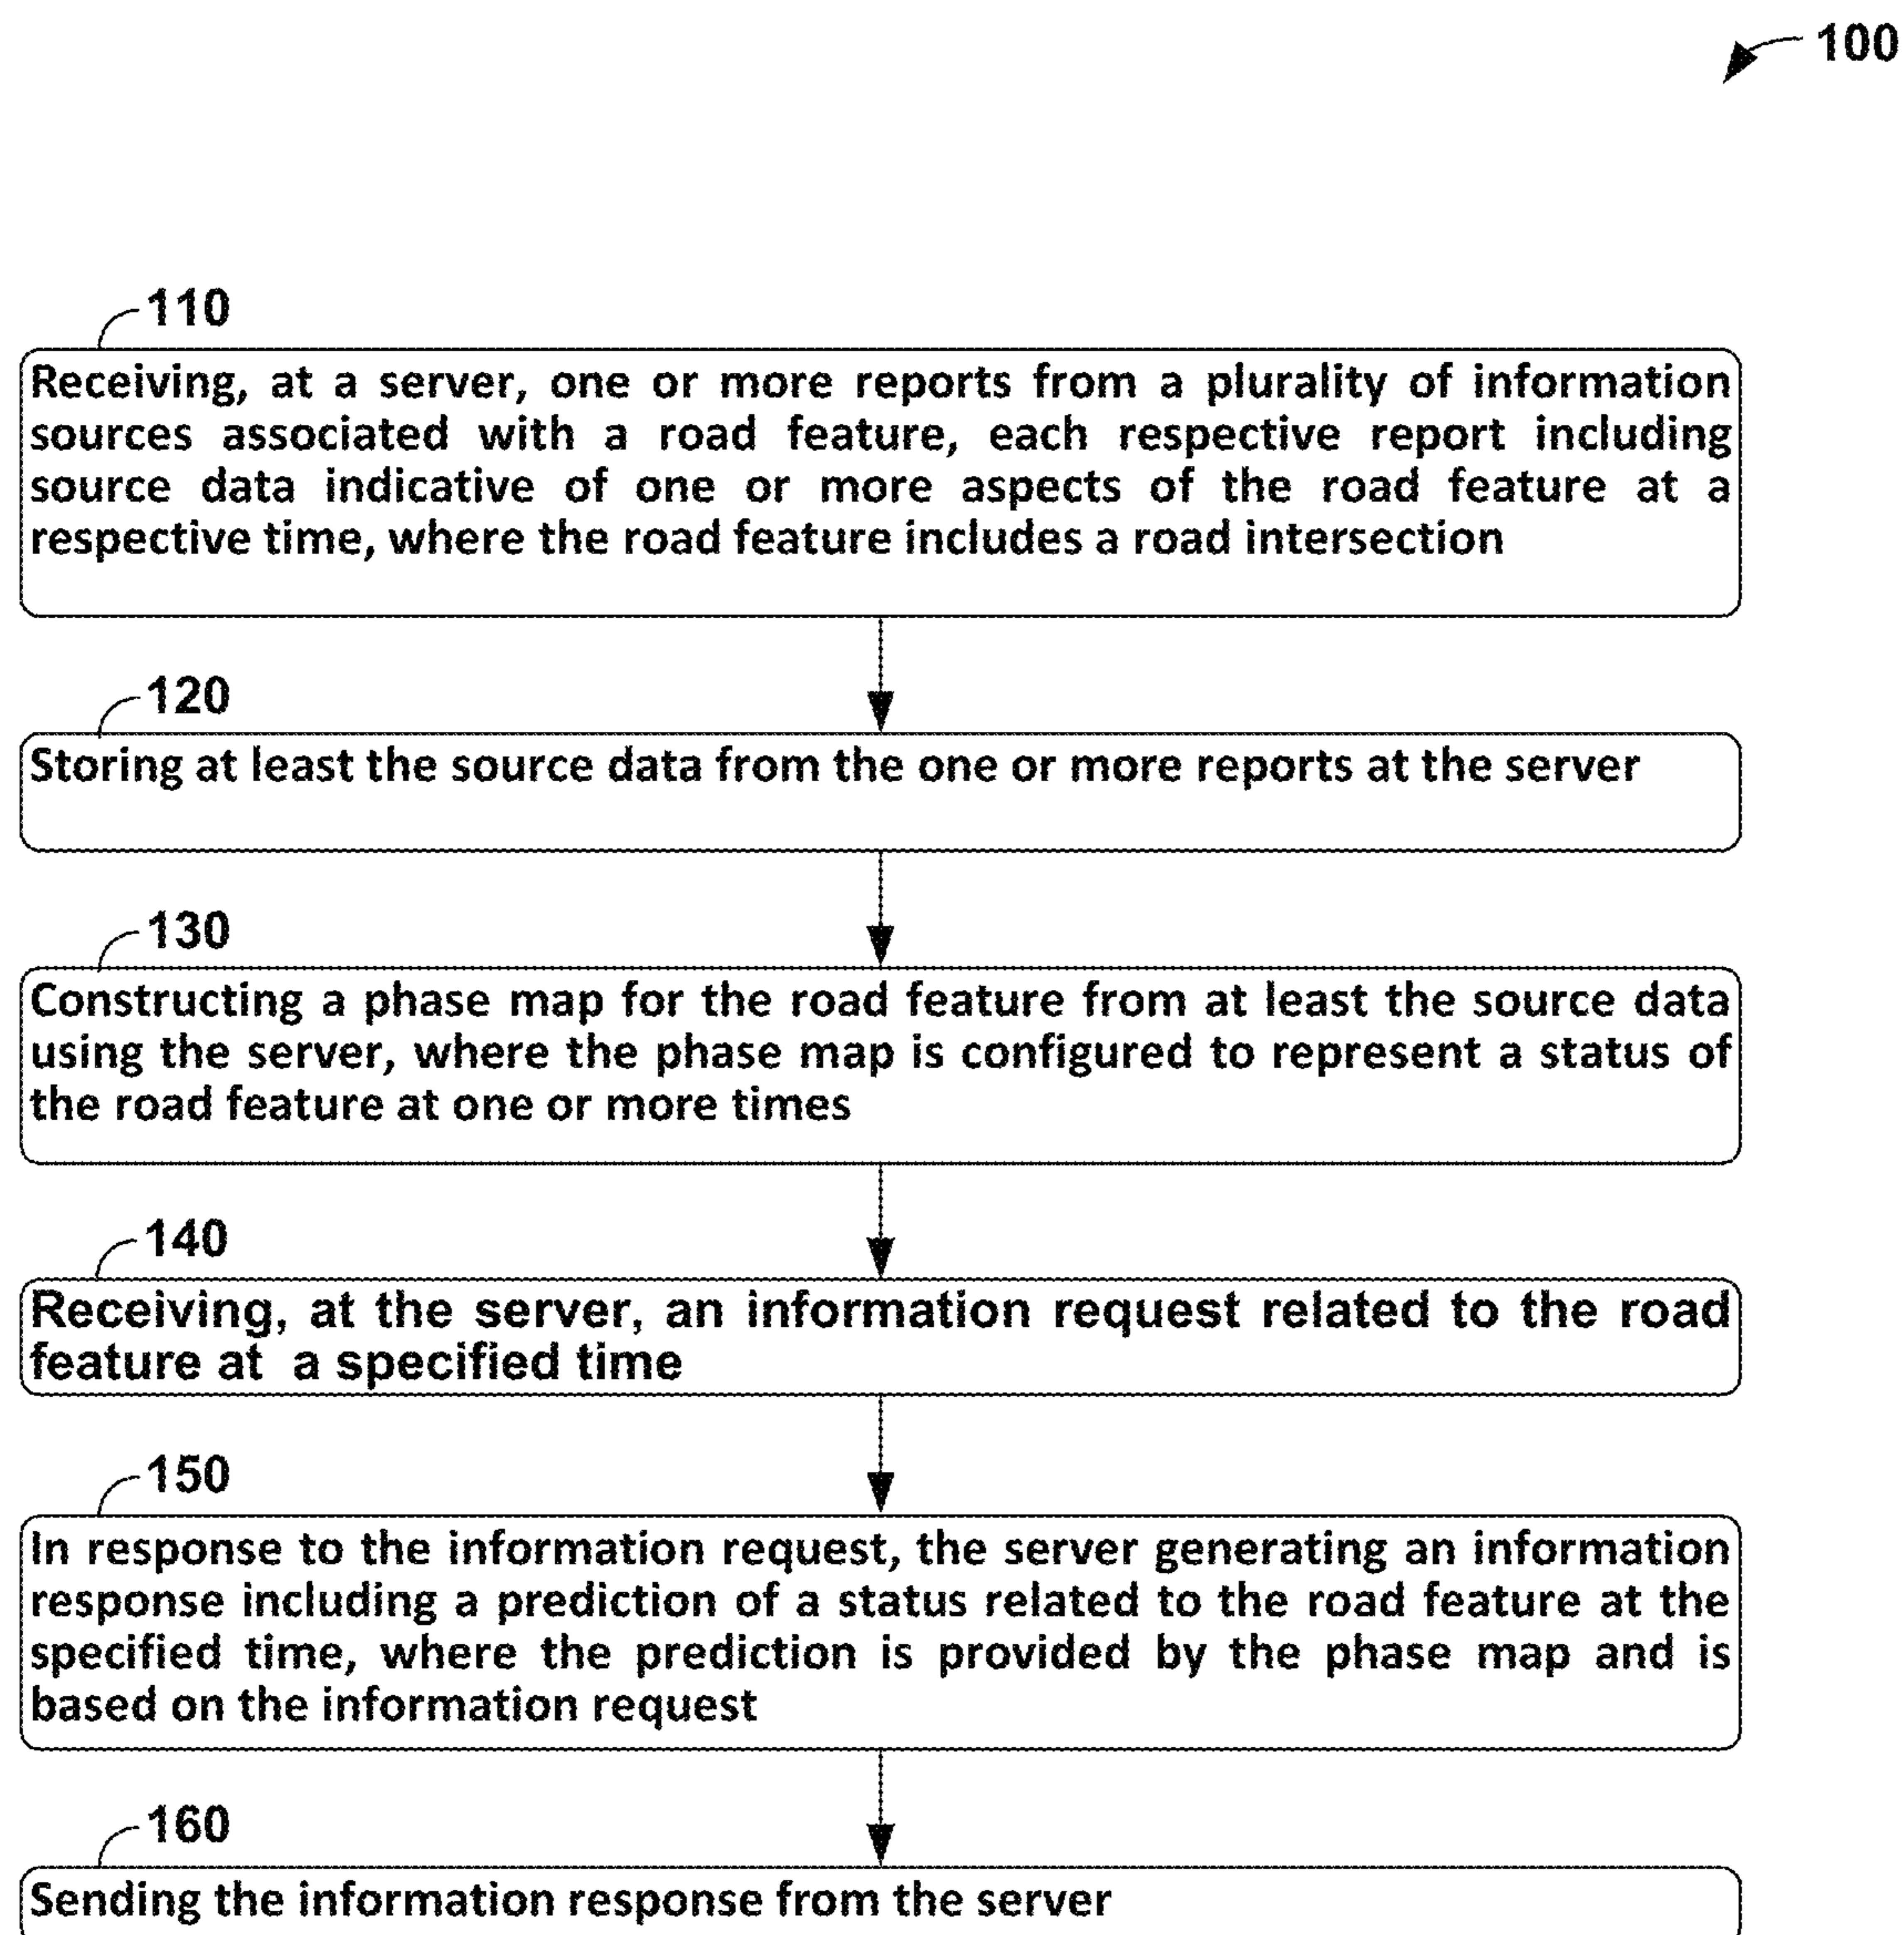 100
110
Receiving, at a server, one or more reports from a plurality of information
sources associated with a road feature, each respective report including
source data indicative of one or more aspects of the road feature at a
respective time, where the road feature includes a road intersection
120
Storing at least the source data from the one or more reports at the server
130
Constructing a phase map for the road feature from at least the source data
using the server, where the phase map is configured to represent a status of
the road feature at one or more times
140
Receiving, at the server, an information request related to the road
feature at a specified time
150
In response to the information request, the server generating an information
response including a prediction of a status related to the road feature at the
specified time, where the prediction is provided by the phase map and is
based on the information request
160
Sending the information response from the server